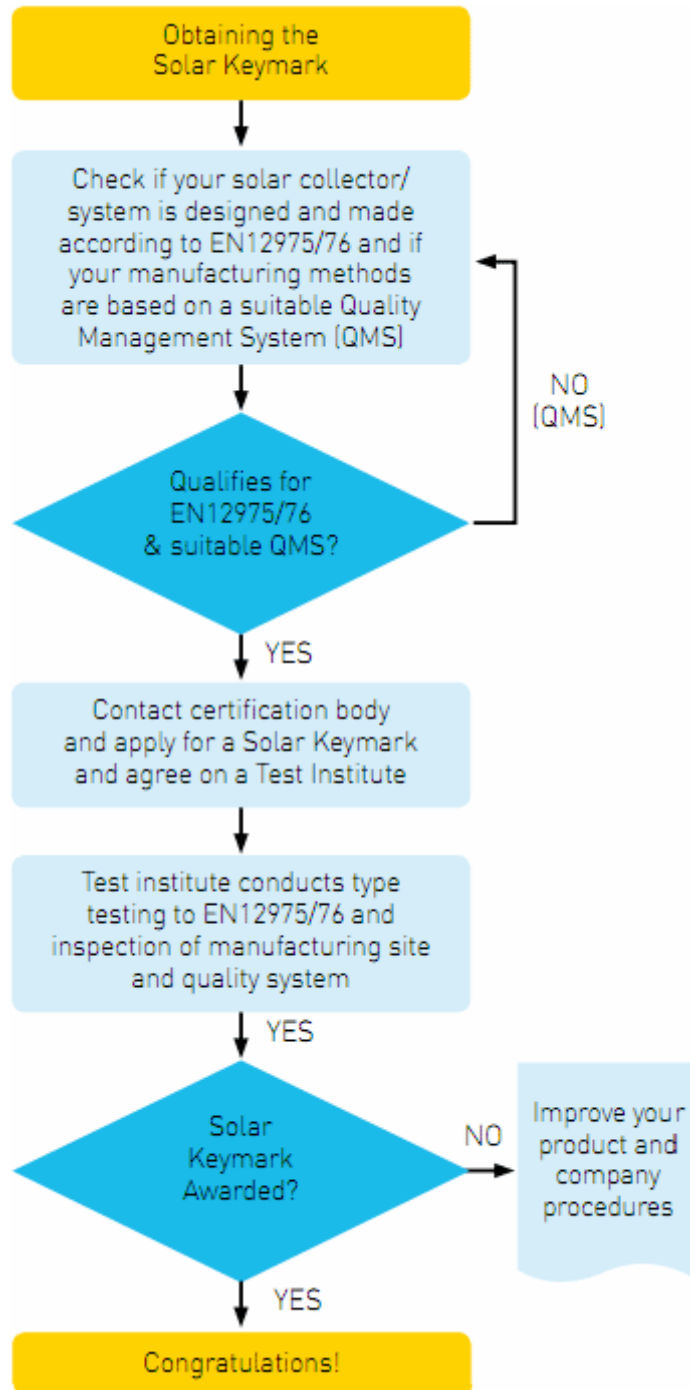 Obtaining the
Solar Keymark
Check if your solar collector/
system is designed and made
according to EN12975/76 and if
your manufacturing methods
are based on a suitable Quality
Management System (QMS)
NO
(QMS)
Qualifies for
EN12975/76
& suitable QMS?
YES
Contact certification body
and apply for a Solar Keymark
and agree on a Test Institute
Test institute conducts type
testing to EN12975/76 and
inspection of manufacturing site
and quality system
YES
Solar
Keymark
Awarded?
NO
Improve your
product and
company
procedures
YES
Congratulations!